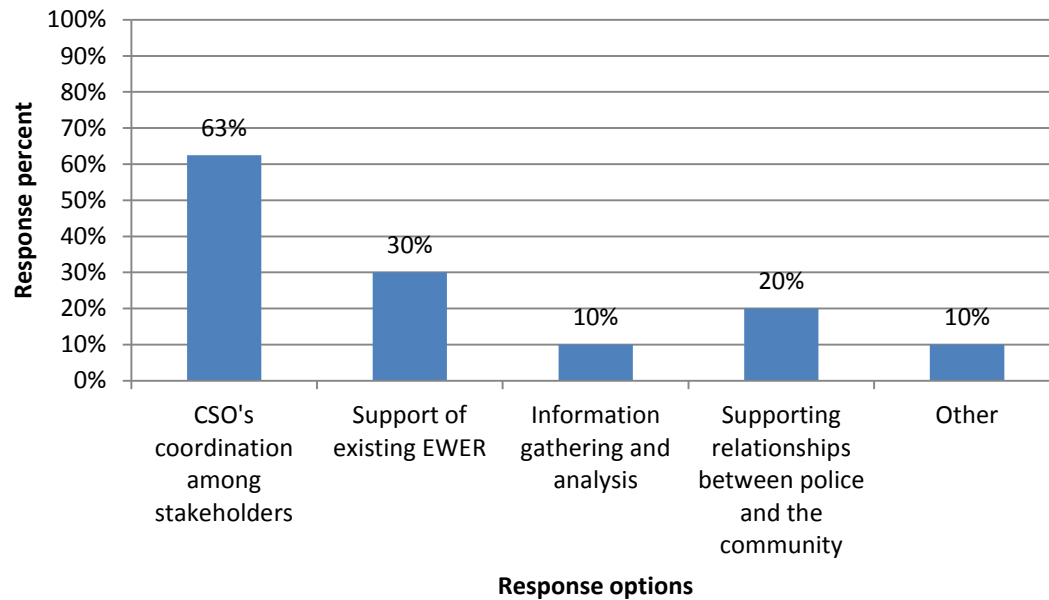 100%
90%
80%
70%
60%
50%
40%
30%
20%
10%
0%
Response percent
63%
30%
10%
20%
10%
CSO's
coordination
among
stakeholders
Support of
existing EWER
Information
gathering and
analysis
Supporting
relationships
between police
and the
community
Other
Response options